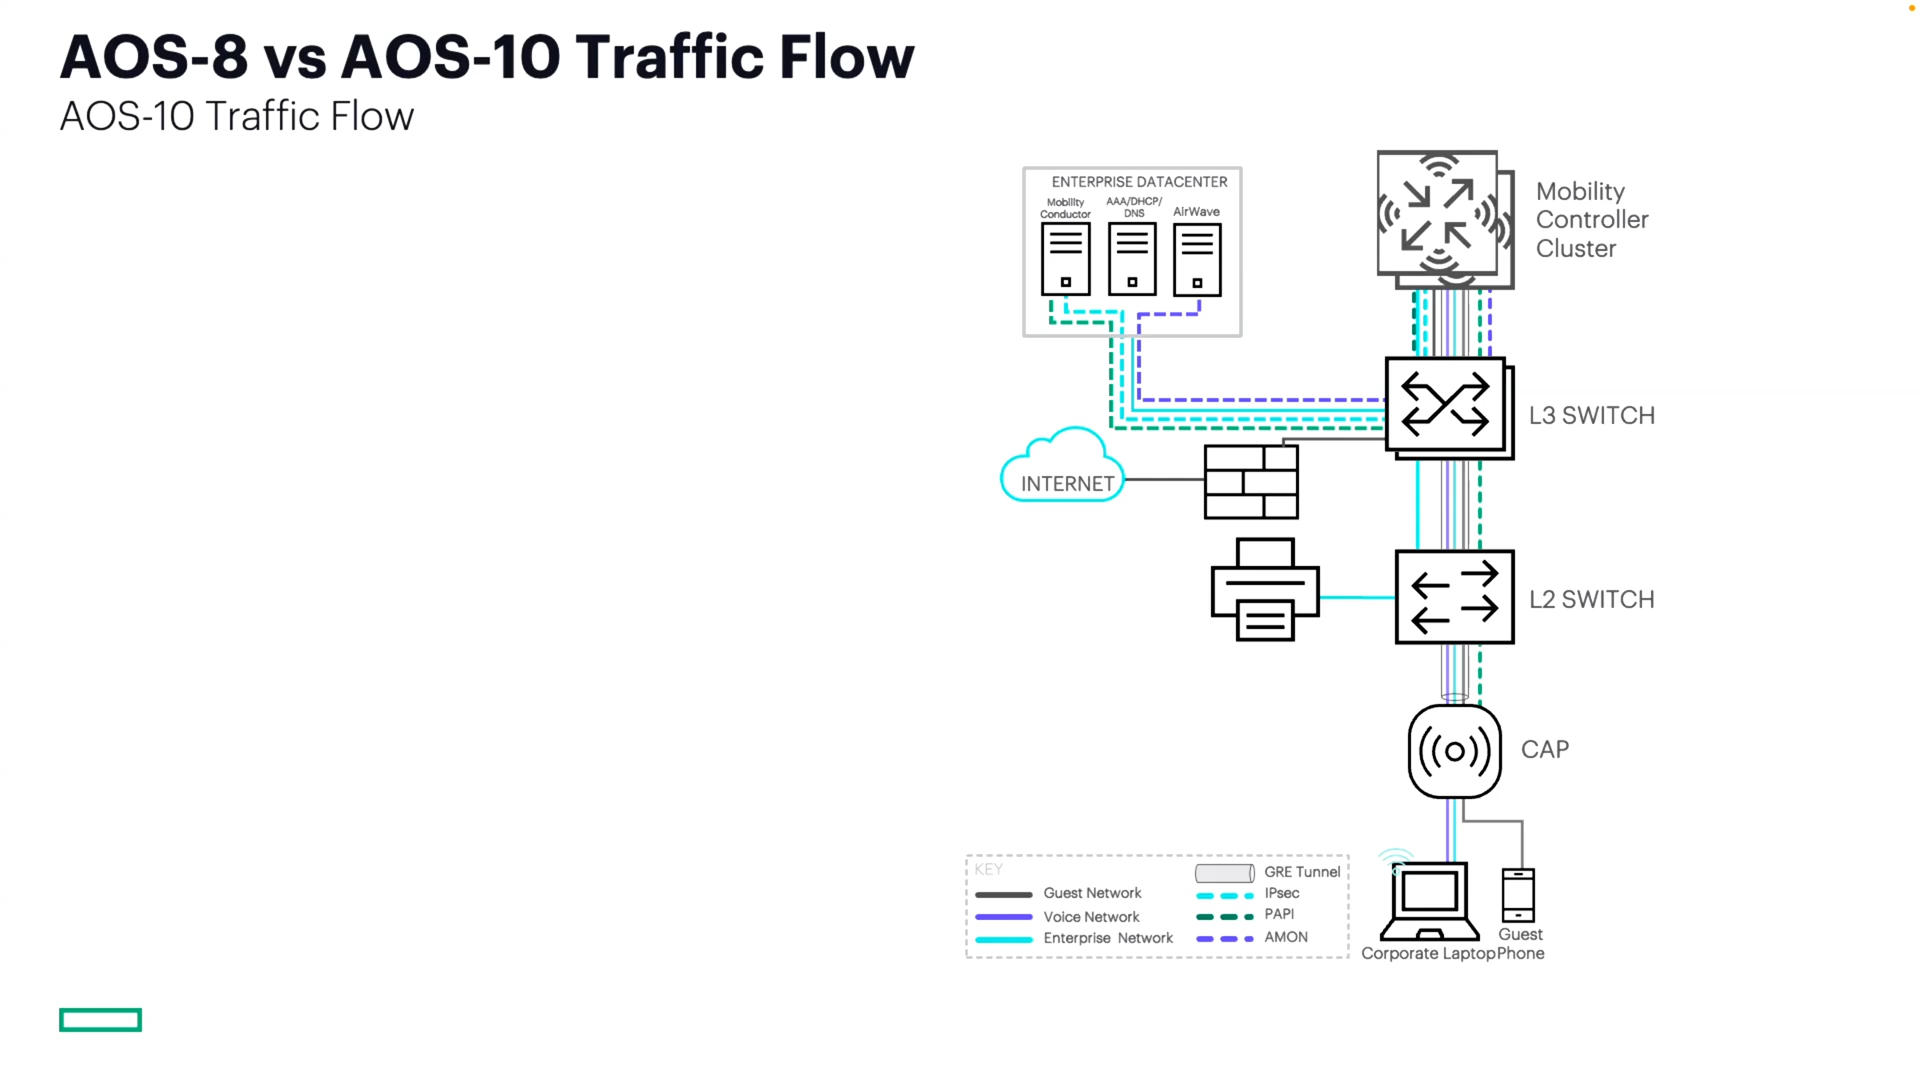 AOS-8 vs AOS-10 Traffic Flow
AOS-10 Traffic Flow
ENTERPRISE DATACENTER
Mobility
Conductor
AAA/DHCP/
DNS
AirWave
Mobility
Controller
Cluster
L3 SWITCH
INTERNET
L2 SWITCH
CAP
KEY
Guest Network
Voice Network
Enterprise Network
GRE Tunnel
IPsec
PAPI
AMON
Corporate Laptop
Guest
Phone